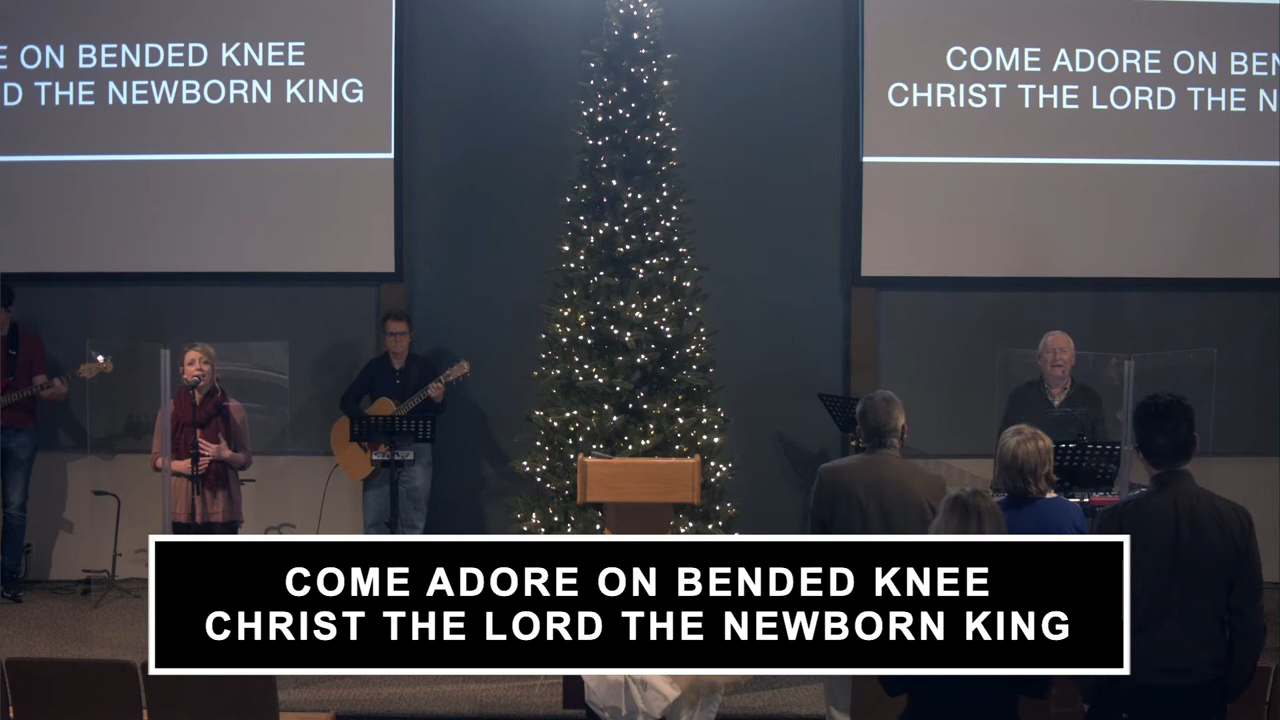 E ON BENDED KNEE
D THE NEWBORN KING
COME ADORE ON BEN
CHRIST THE LORD THE N
COME ADORE ON BENDED KNEE
CHRIST THE LORD THE NEWBORN KING